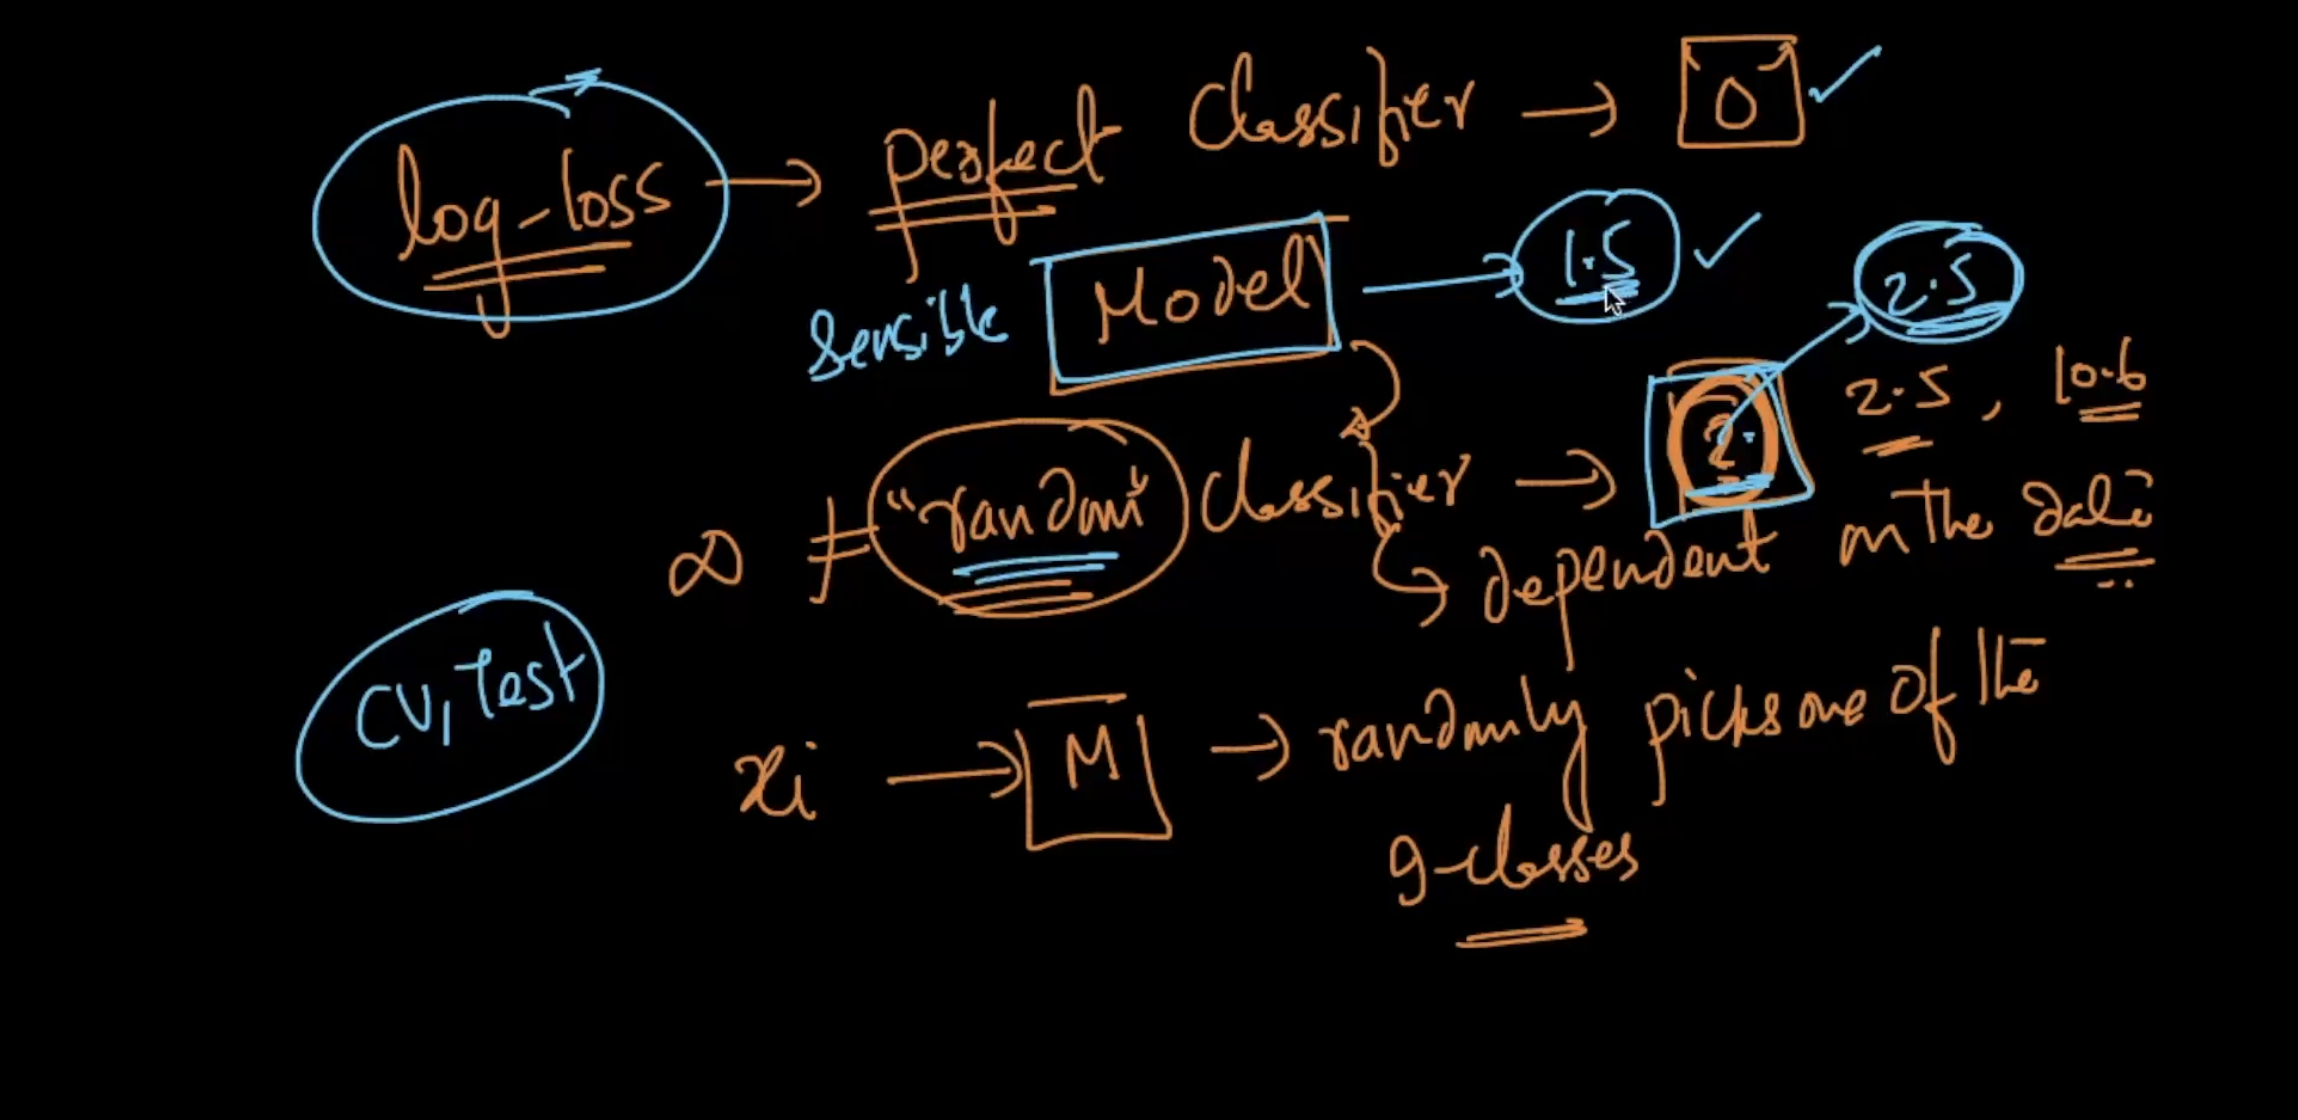 log-loss → perfect classifier → 0 ✓
Sensible Model → 1.5 ✓
2.5
2.5, 10.6
∞ ≠ "random" classifier → ?
↳ dependent on the data
CV, Test
xi → M → randomly picks one of the
9-classes